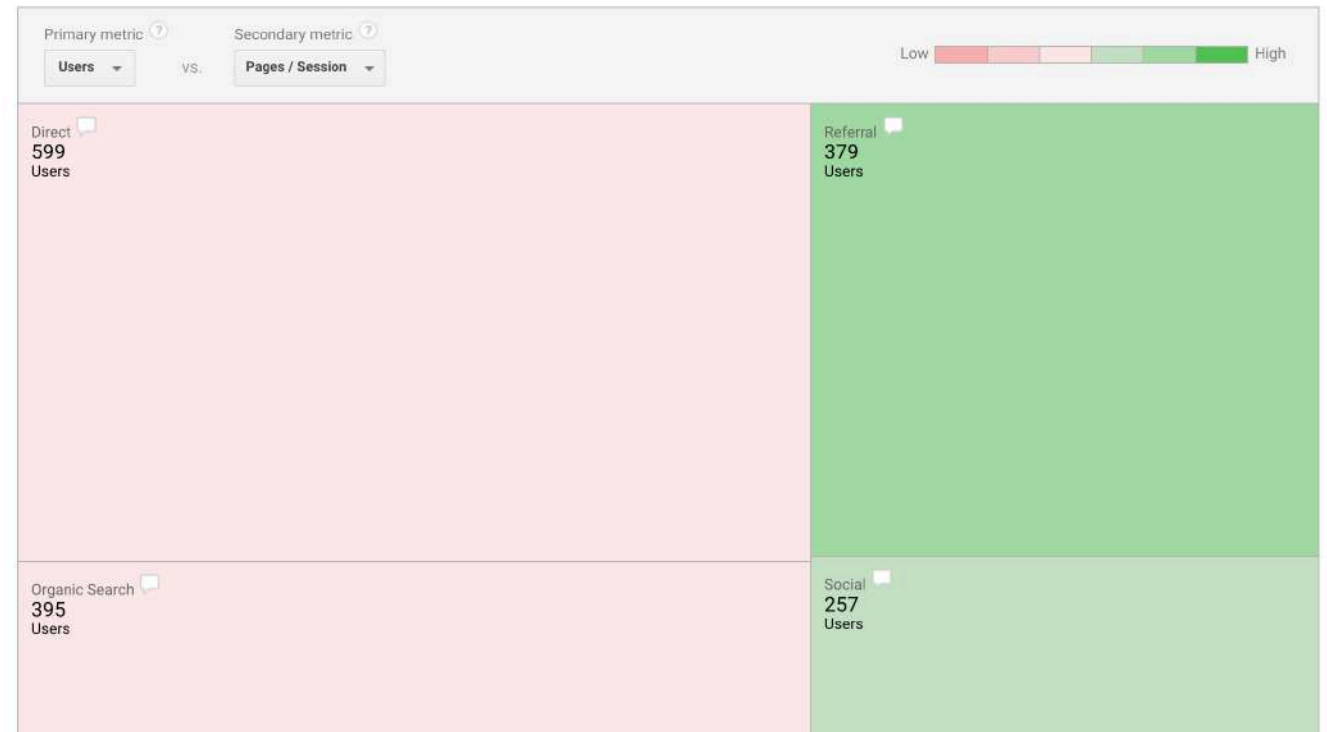 Primary metric ? Secondary metric ?
Users VS. Pages / Session
Low High
Direct
599
Users
Referral
379
Users
Organic Search
395
Users
Social
257
Users